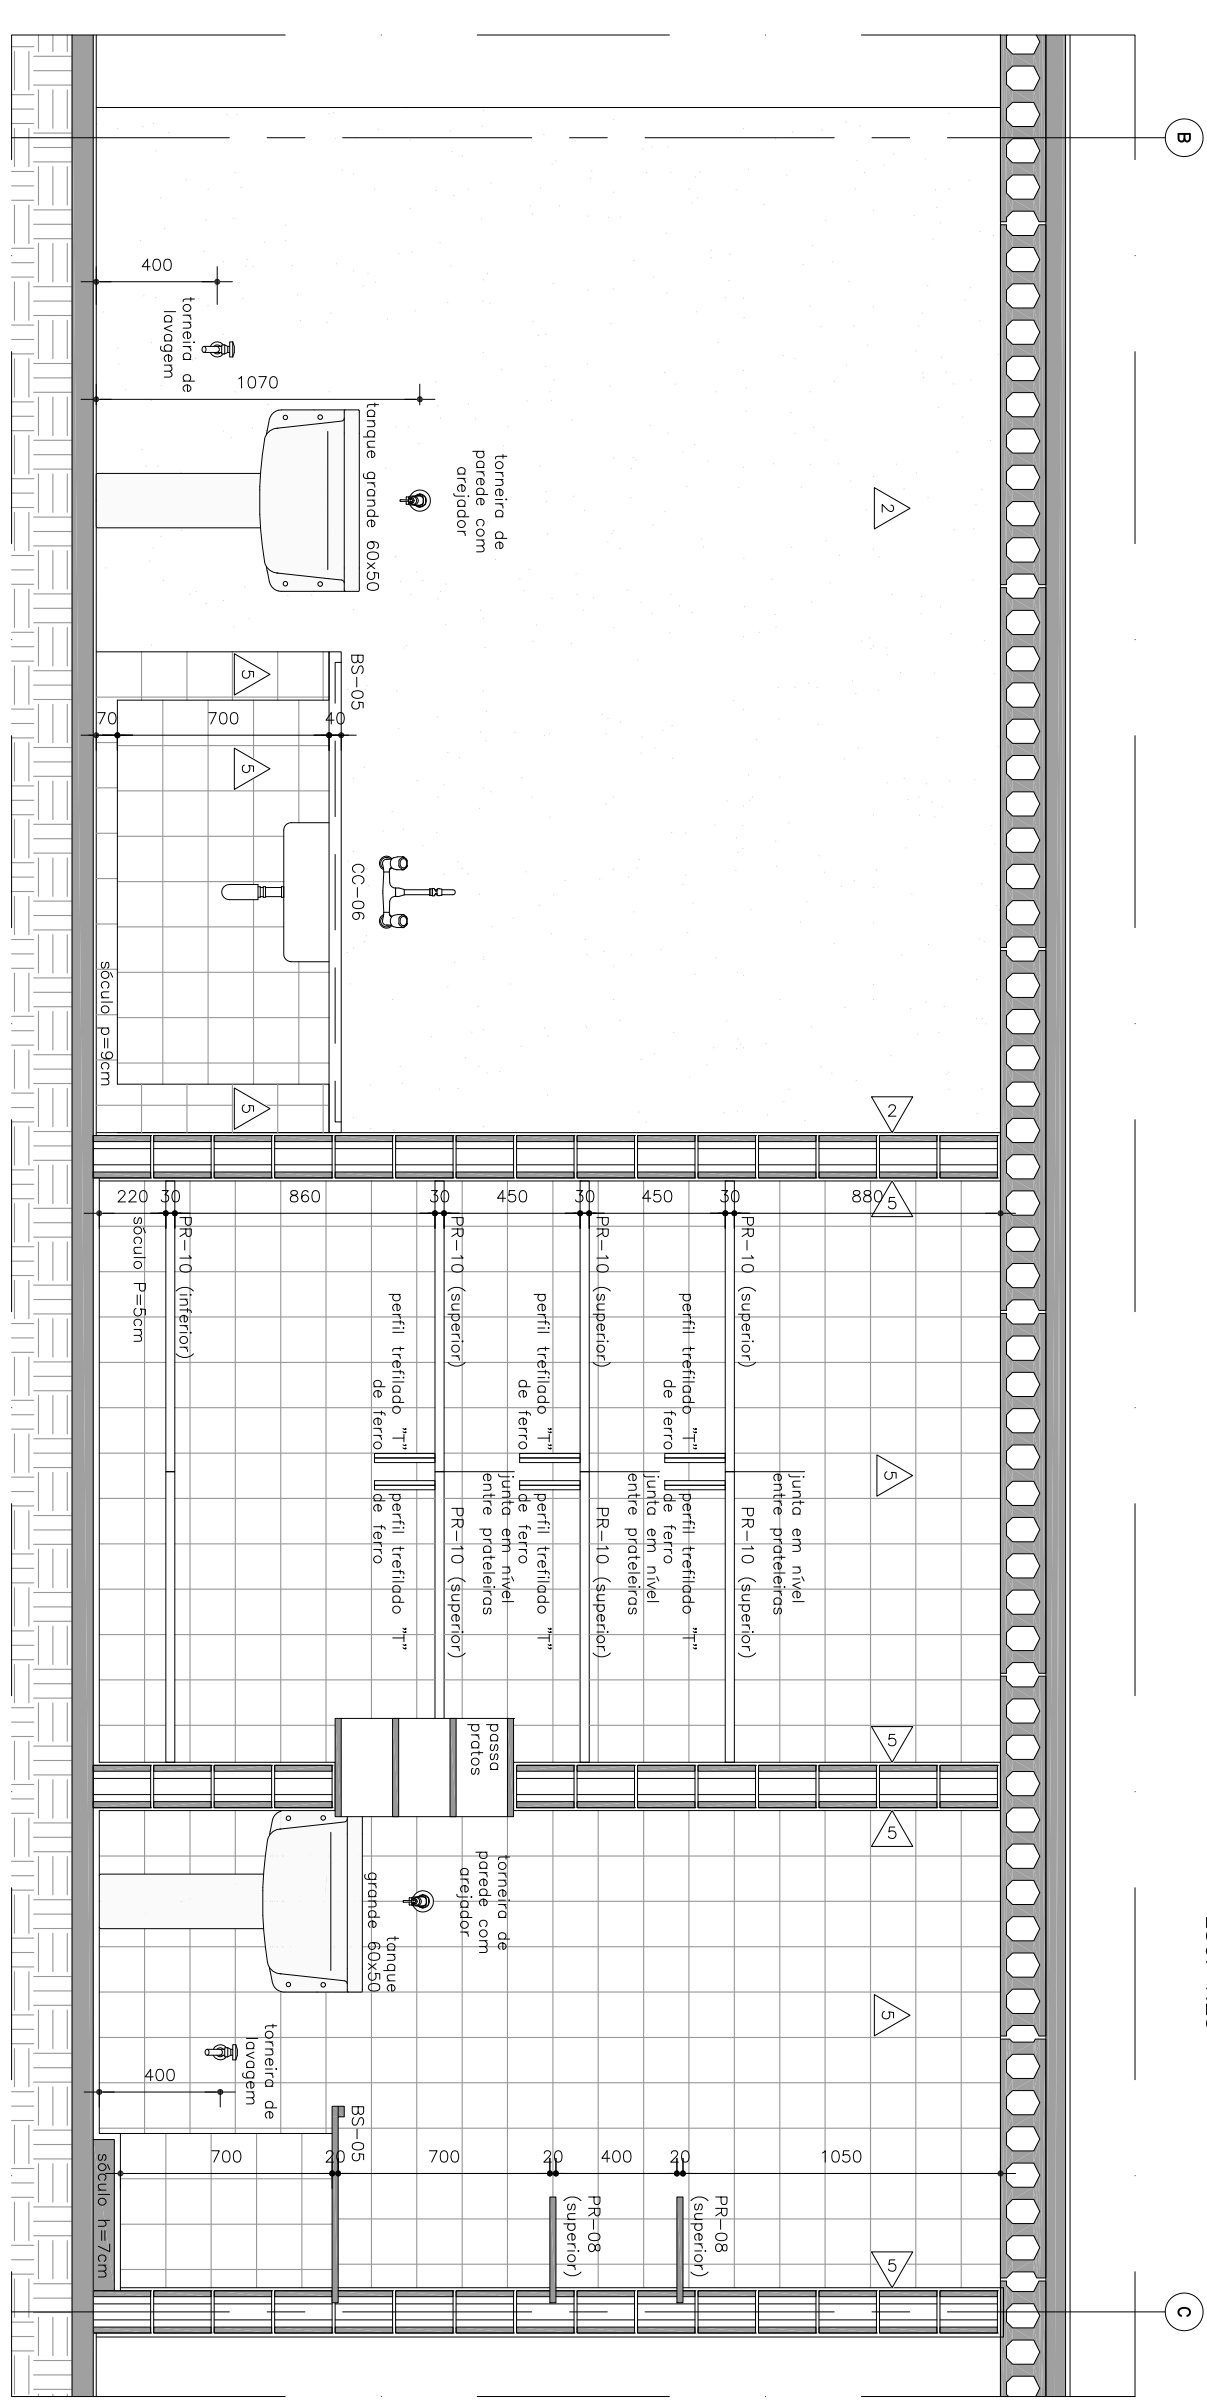 B
400
torneira de
lavagem
1070
tanque grande 60x50
torneira de
parede com
arejador
2
BS-05
5
70
700
40
5
CC-06
sóculo p=9cm
5
2
220
30
860
30
450
30
450
30
880
5
sóculo P=5cm
PR-10 (inferior)
PR-10 (superior)
PR-10 (superior)
PR-10 (superior)
perfil trefilado "T"
de ferro
perfil trefilado "T"
de ferro
perfil trefilado "T"
de ferro
5
junta em nível
entre prateleiras
junta em nível
entre prateleiras
junta em nível
entre prateleiras
perfil trefilado "T"
de ferro
perfil trefilado "T"
de ferro
perfil trefilado "T"
de ferro
PR-10 (superior)
PR-10 (superior)
PR-10 (superior)
passa
pratos
5
5
torneira de
parede com
arejador
tanque
grande 60x50
5
torneira de
lavagem
400
BS-05
700
20
700
20
400
20
1050
sóculo h=7cm
PR-08
(superior)
PR-08
(superior)
5
C